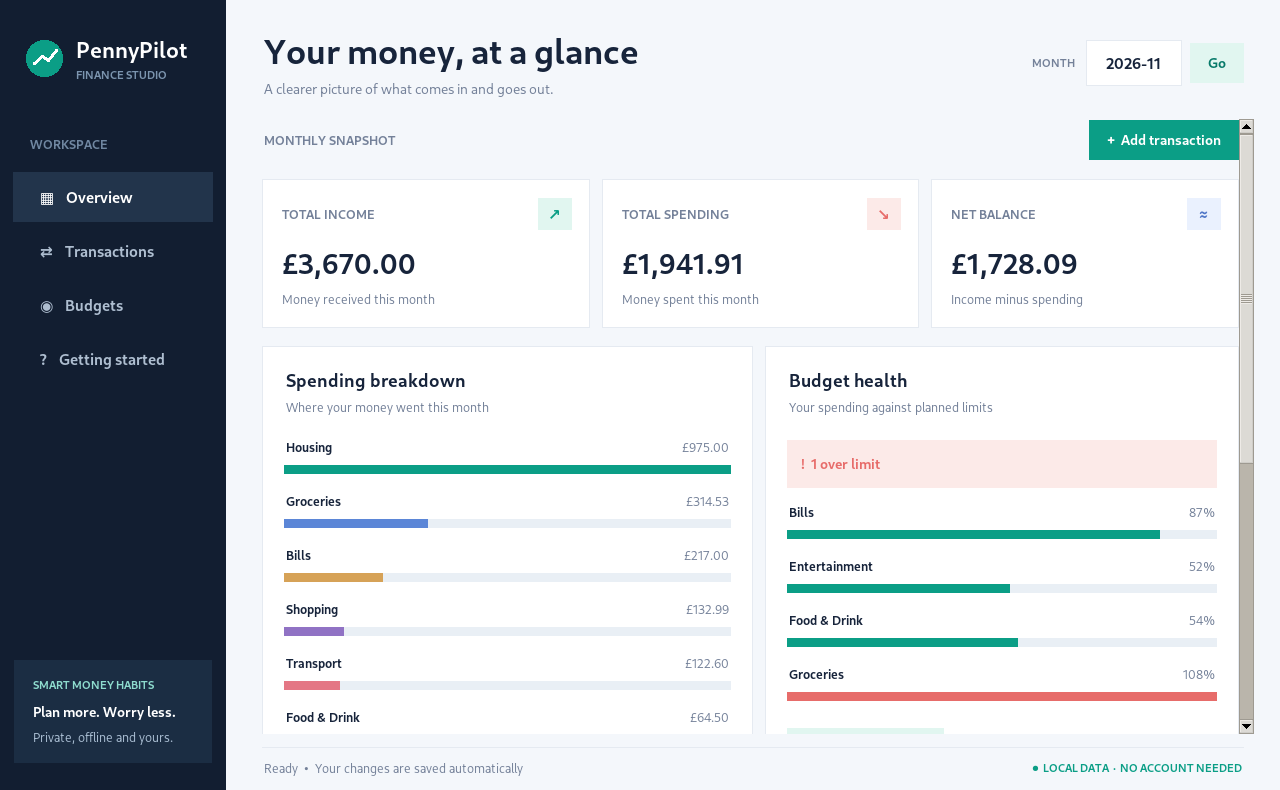 PennyPilot
FINANCE STUDIO
WORKSPACE
Overview
Transactions
Budgets
? Getting started
SMART MONEY HABITS
Plan more. Worry less.
Private, offline and yours.
Your money, at a glance
A clearer picture of what comes in and goes out.
MONTH 2026-11 Go
MONTHLY SNAPSHOT
+ Add transaction
TOTAL INCOME ↗
£3,670.00
Money received this month
TOTAL SPENDING ↘
£1,941.91
Money spent this month
NET BALANCE ≈
£1,728.09
Income minus spending
Spending breakdown
Where your money went this month
Housing £975.00
Groceries £314.53
Bills £217.00
Shopping £132.99
Transport £122.60
Food & Drink £64.50
Budget health
Your spending against planned limits
! 1 over limit
Bills 87%
Entertainment 52%
Food & Drink 54%
Groceries 108%
Ready • Your changes are saved automatically
● LOCAL DATA · NO ACCOUNT NEEDED